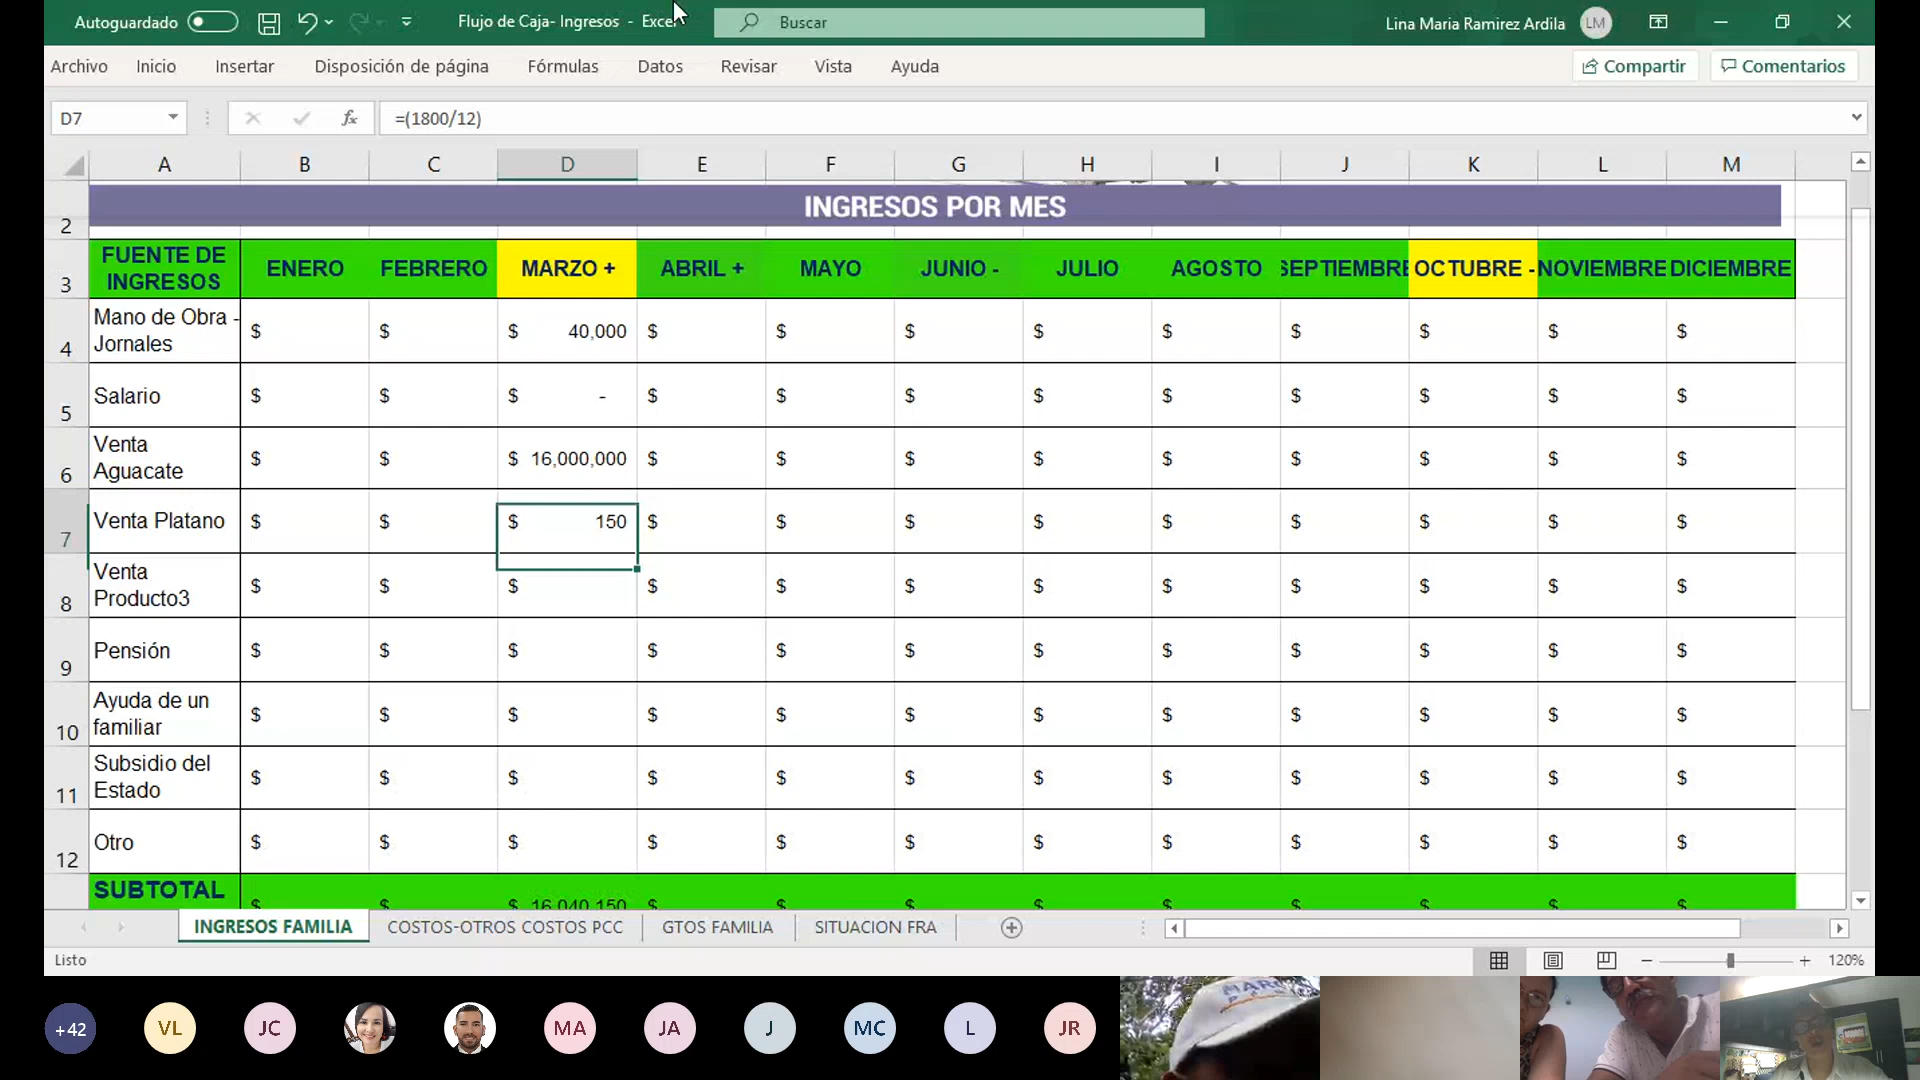 Autoguardado
Flujo de Caja- Ingresos - Excel
Buscar
Lina Maria Ramirez Ardila
LM
Archivo Inicio Insertar Disposición de página Fórmulas Datos Revisar Vista Ayuda
Compartir
Comentarios
D7
fx
=(1800/12)
A B C D E F G H I J K L M
2 INGRESOS POR MES
3 FUENTE DE INGRESOS ENERO FEBRERO MARZO + ABRIL + MAYO JUNIO - JULIO AGOSTO SEPTIEMBRE OCTUBRE - NOVIEMBRE DICIEMBRE
4 Mano de Obra - Jornales $ $ $ 40,000 $ $ $ $ $ $ $ $ $
5 Salario $ $ $ - $ $ $ $ $ $ $ $ $
6 Venta Aguacate $ $ $ 16,000,000 $ $ $ $ $ $ $ $ $
7 Venta Platano $ $ $ 150 $ $ $ $ $ $ $ $ $
8 Venta Producto3 $ $ $ $ $ $ $ $ $ $ $ $
9 Pensión $ $ $ $ $ $ $ $ $ $ $ $
10 Ayuda de un familiar $ $ $ $ $ $ $ $ $ $ $ $
11 Subsidio del Estado $ $ $ $ $ $ $ $ $ $ $ $
12 Otro $ $ $ $ $ $ $ $ $ $ $ $
SUBTOTAL $ $ $ 16,040,150 $ $ $ $ $ $ $ $ $
INGRESOS FAMILIA COSTOS-OTROS COSTOS PCC GTOS FAMILIA SITUACION FRA
Listo
120%
+42 VL JC MA JA J MC L JR